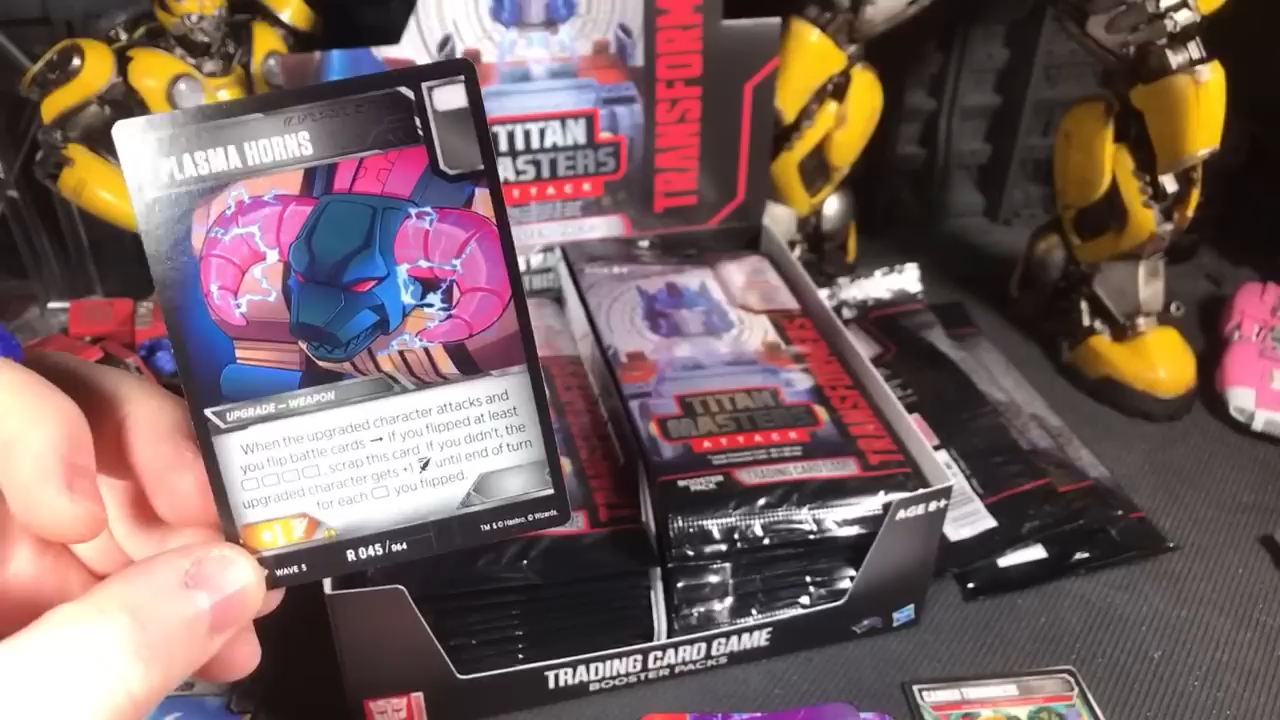 PLASMA HORNS
UPGRADE — WEAPON
When the upgraded character attacks and
you flip battle cards → if you flipped at least
□□□□, scrap this card. If you didn't, the
upgraded character gets +1 until end of turn
for each □ you flipped.
TM & © Hasbro. © Wizards.
WAVE 5
R 045/064
TITAN
MASTERS
ATTACK
TRANSFORM
TITAN
MASTERS
ATTACK
TRANSFORMERS
TRADING CARD GAME
BOOSTER
PACK
AGE 8+
TRADING CARD GAME
BOOSTER PACKS